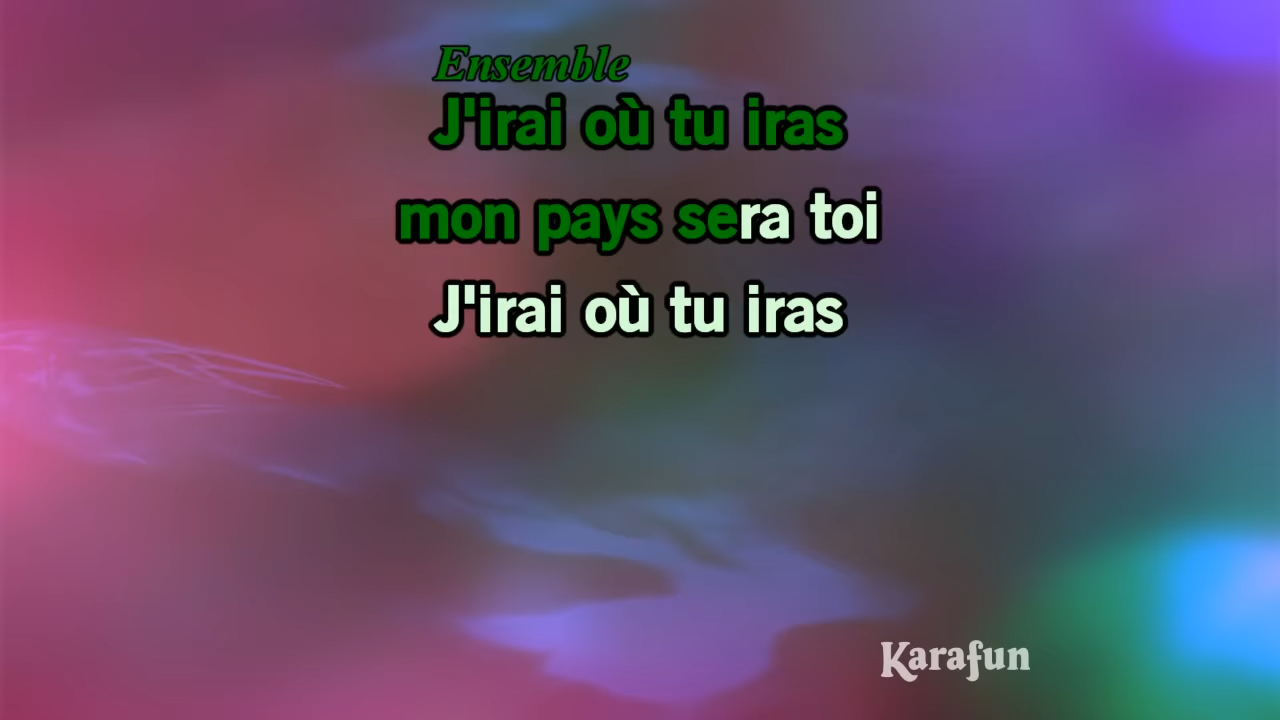 Ensemble
J'irai où tu iras
mon pays sera toi
J'irai où tu iras
Karafun